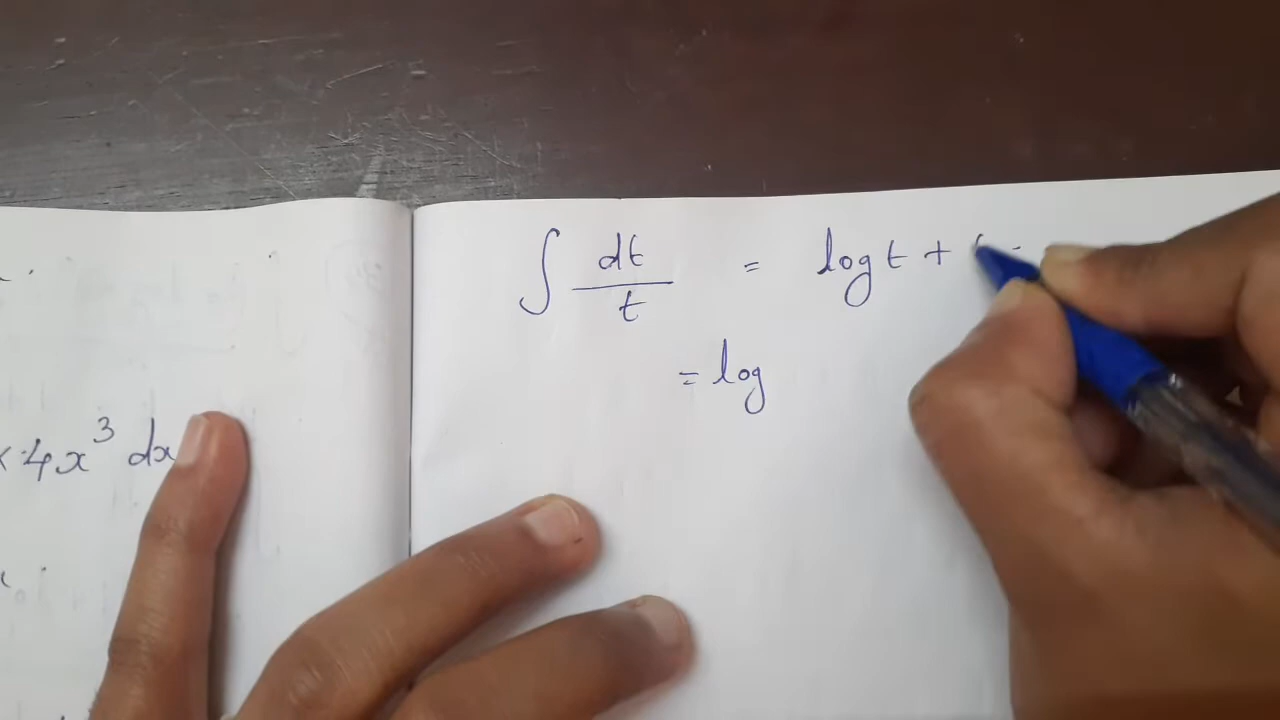 4x³ dx
∫ dt/t = log t +
= log